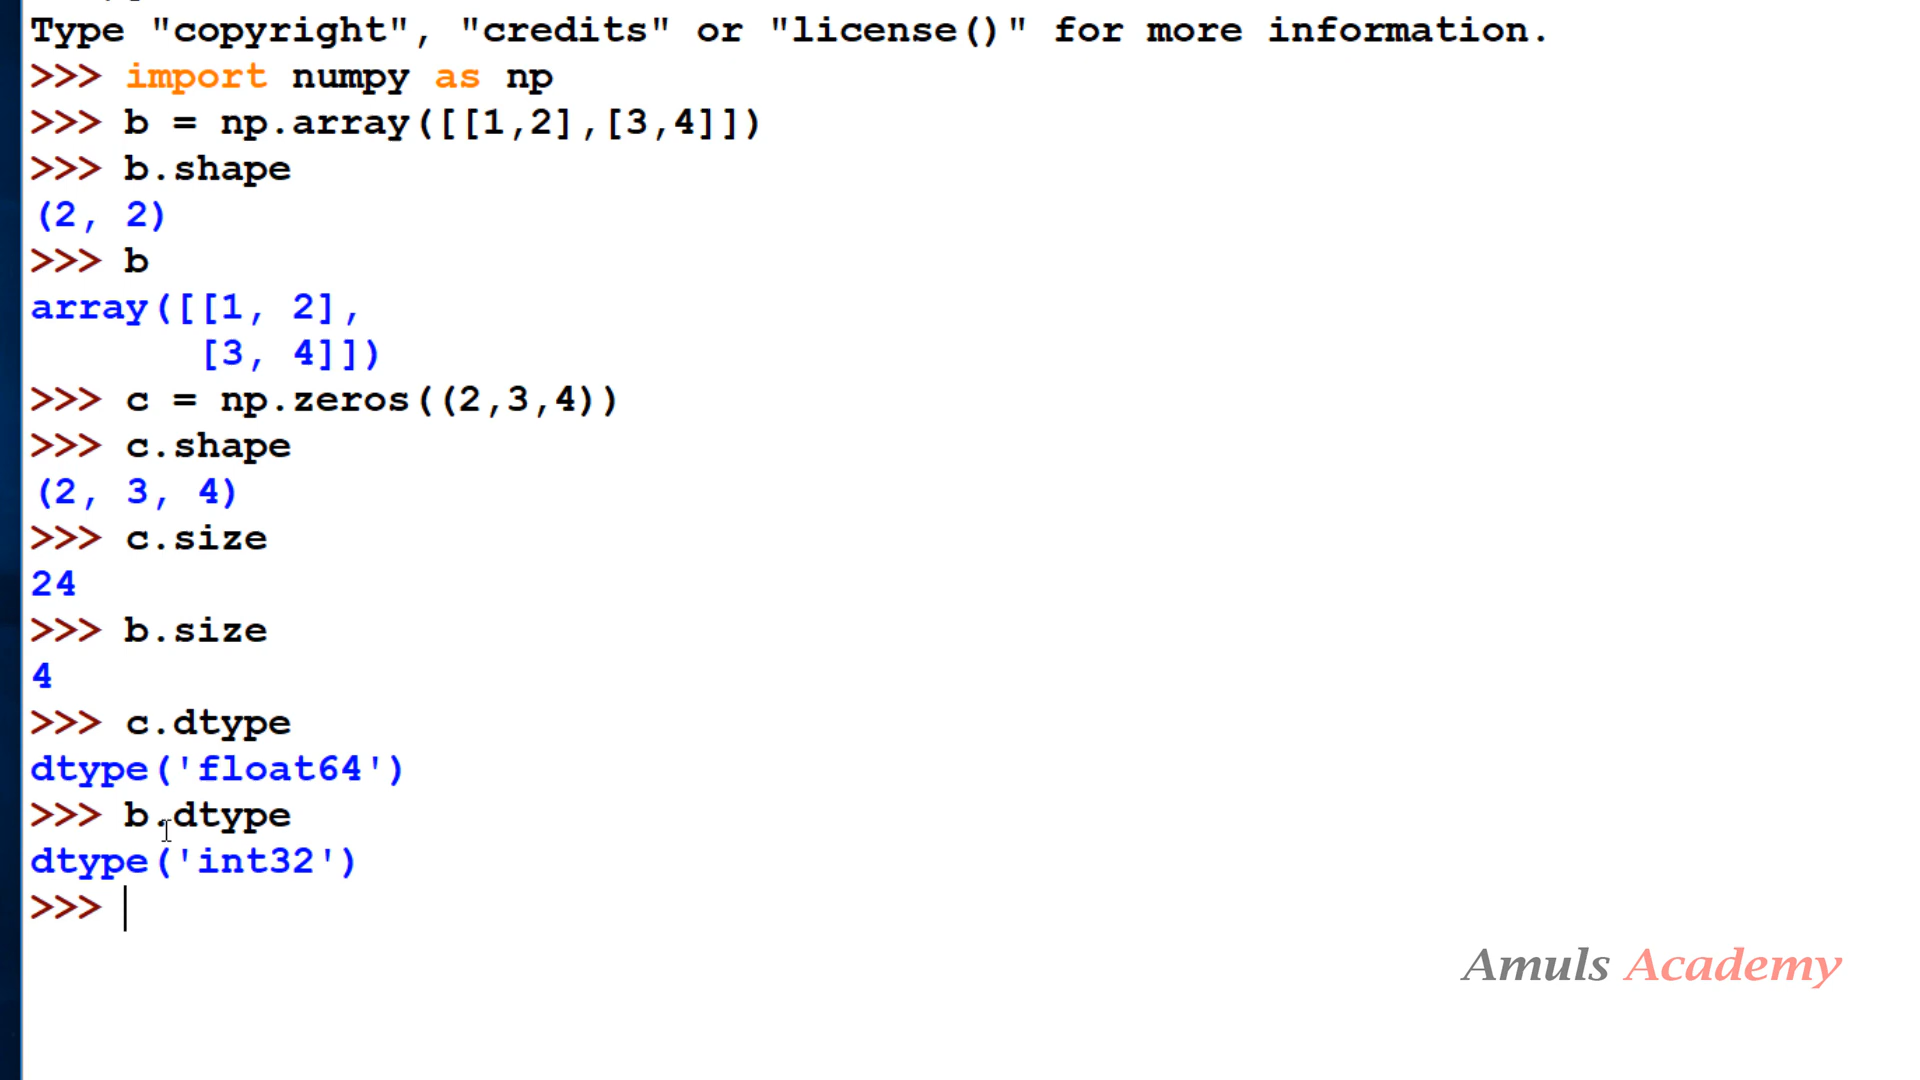 Type "copyright", "credits" or "license()" for more information.
>>> import numpy as np
>>> b = np.array([[1,2],[3,4]])
>>> b.shape
(2, 2)
>>> b
array([[1, 2],
       [3, 4]])
>>> c = np.zeros((2,3,4))
>>> c.shape
(2, 3, 4)
>>> c.size
24
>>> b.size
4
>>> c.dtype
dtype('float64')
>>> b.dtype
dtype('int32')
>>>
Amuls Academy